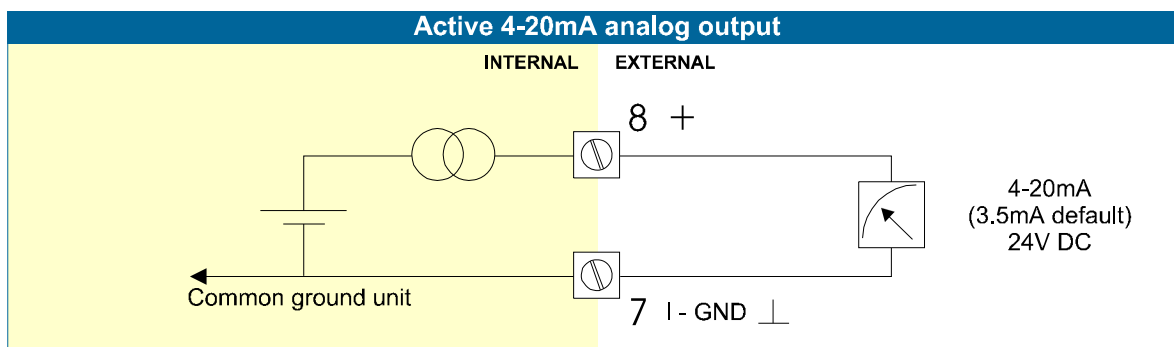 Active 4-20mA analog output
INTERNAL EXTERNAL
8 +
4-20mA
(3.5mA default)
24V DC
Common ground unit
7 I - GND ⊥